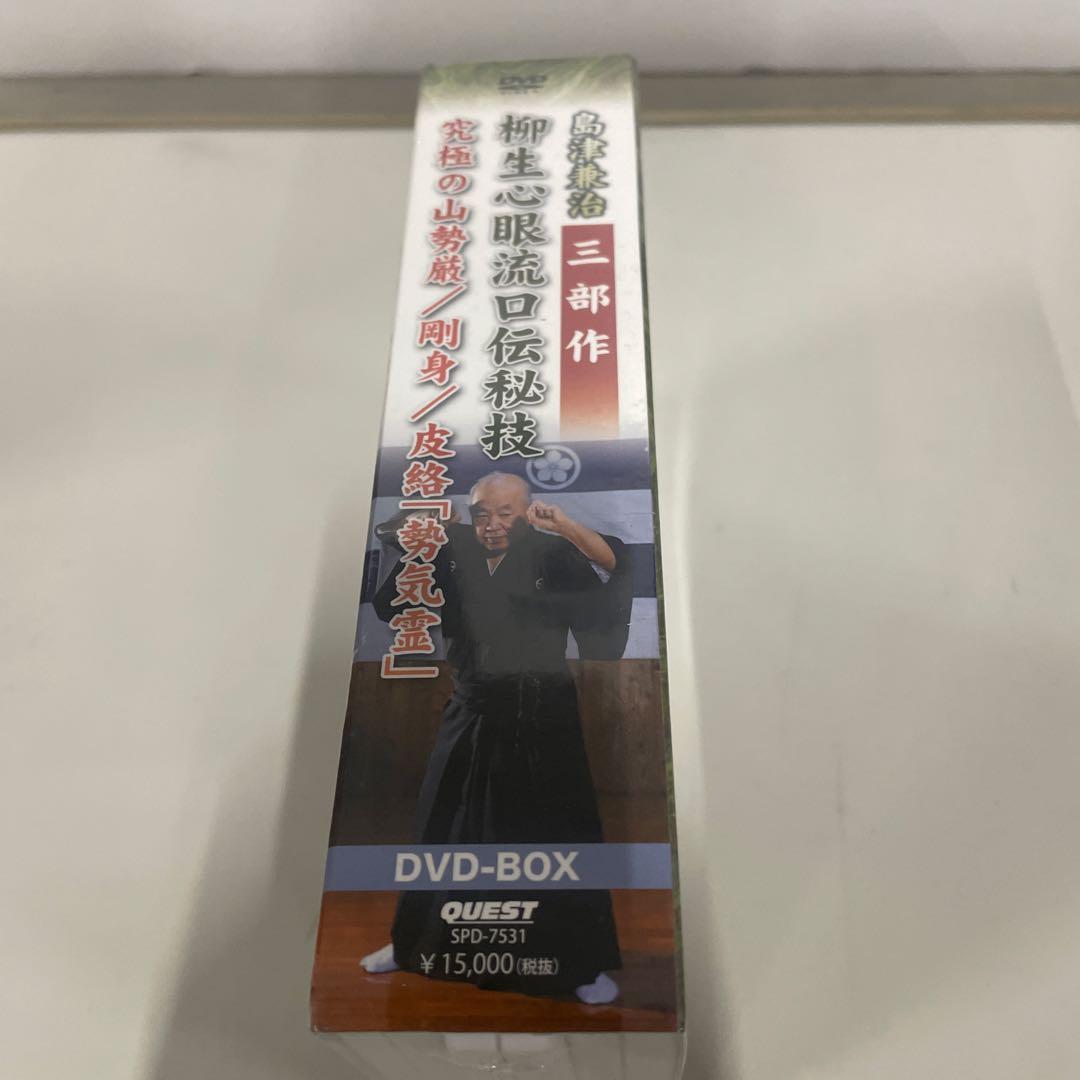 DVD
島津兼治
三部作
柳生心眼流口伝秘技
究極の山勢厳／剛身／皮絡「勢気霊」
DVD-BOX
QUEST
SPD-7531
¥15,000(税抜)